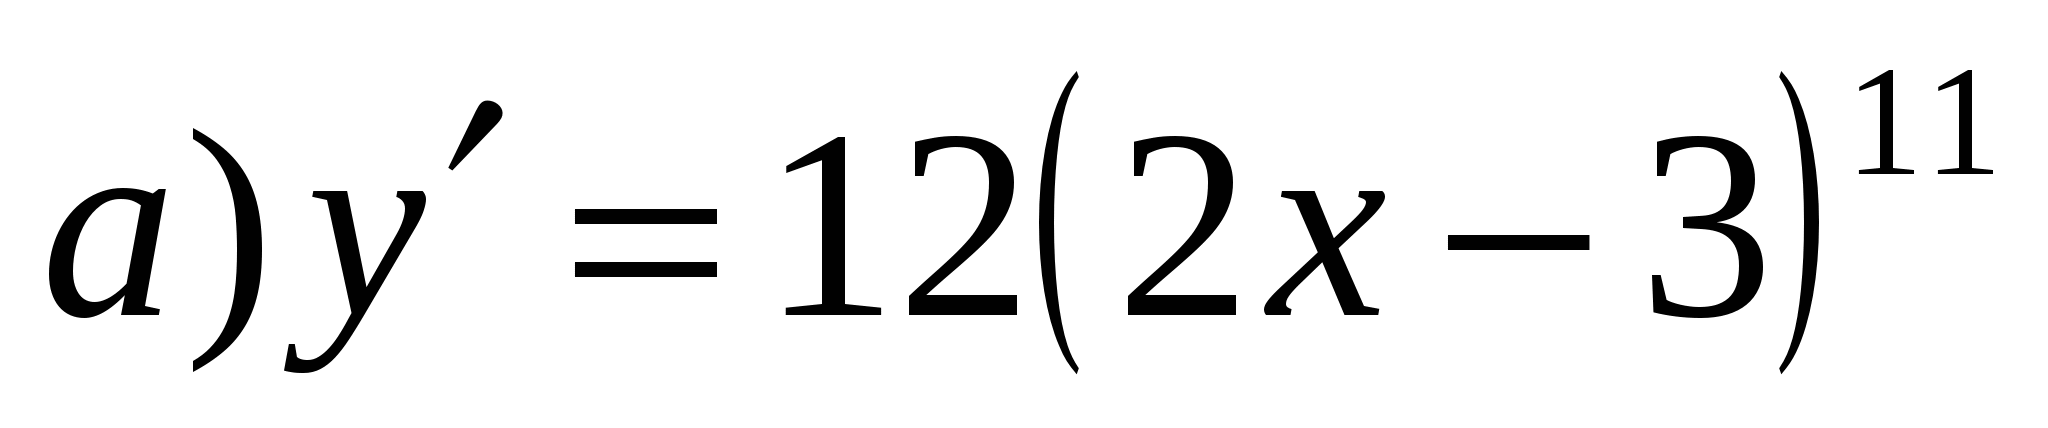 a) y′ = 12(2x − 3)¹¹